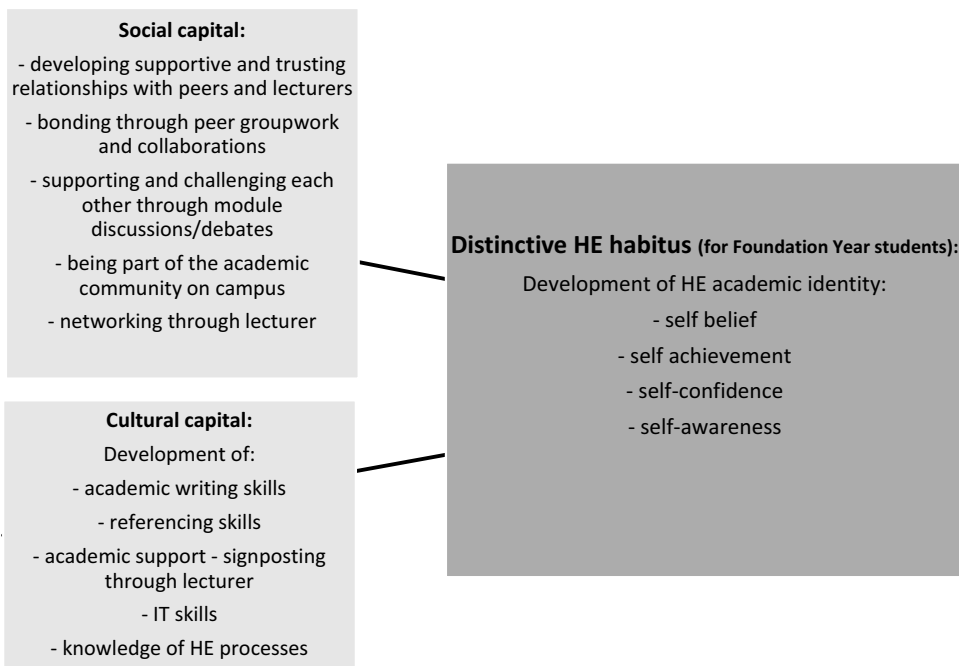 Social capital:
- developing supportive and trusting
relationships with peers and lecturers
- bonding through peer groupwork
and collaborations
- supporting and challenging each
other through module
discussions/debates
- being part of the academic
community on campus
- networking through lecturer
Cultural capital:
Development of:
- academic writing skills
- referencing skills
- academic support - signposting
through lecturer
- IT skills
- knowledge of HE processes
Distinctive HE habitus (for Foundation Year students):
Development of HE academic identity:
- self belief
- self achievement
- self-confidence
- self-awareness